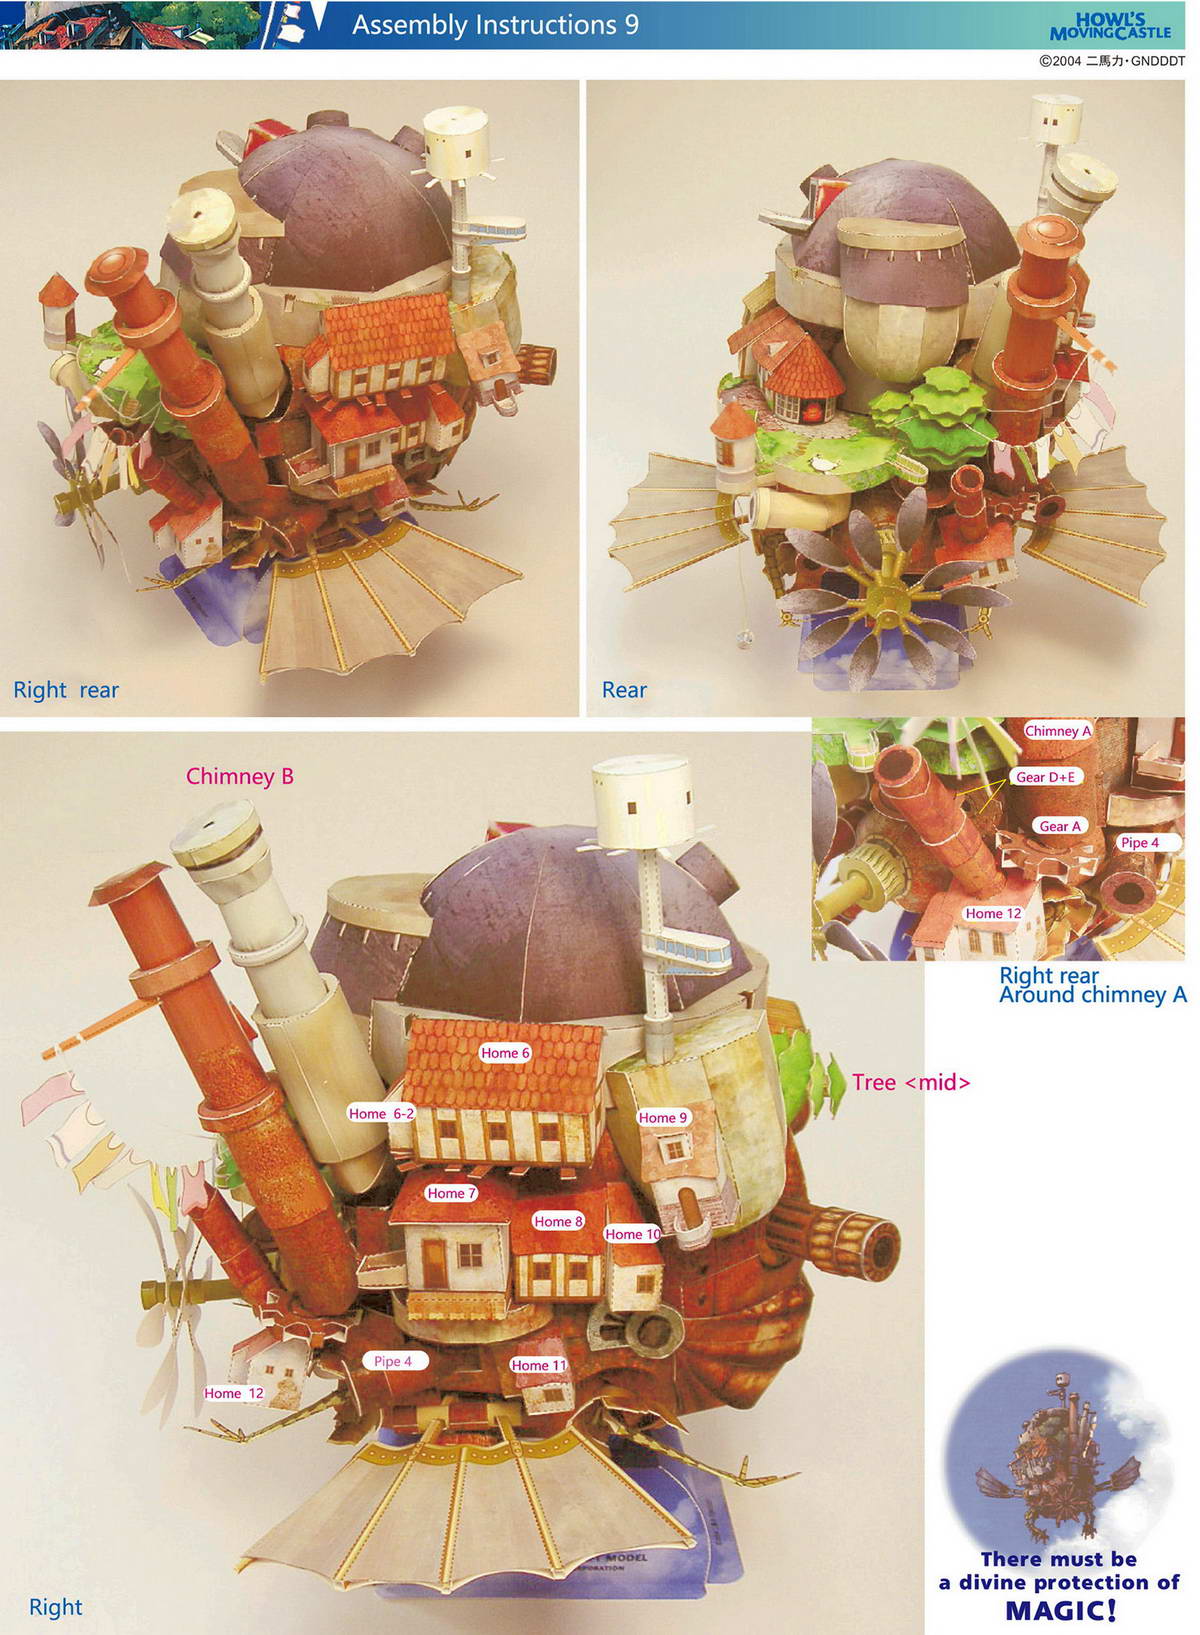 Assembly Instructions 9
HOWL'S
MOVING CASTLE
©2004 二馬力・GNDDDT
Right rear
Rear
Chimney A
Gear D+E
Gear A
Pipe 4
Home 12
Right rear
Around chimney A
Chimney B
Tree <mid>
Home 6
Home 6-2
Home 9
Home 7
Home 8
Home 10
Pipe 4
Home 11
Home 12
MODEL
Right
There must be
a divine protection of
MAGIC!